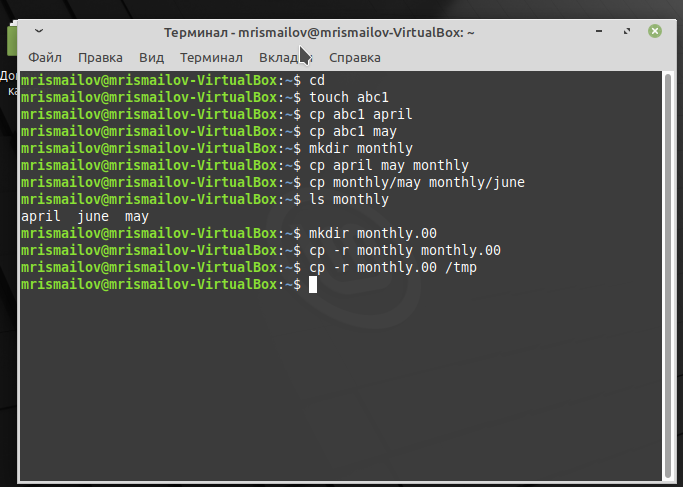 Терминал - mrismailov@mrismailov-VirtualBox: ~
Файл Правка Вид Терминал Справка
mrismailov@mrismailov-VirtualBox:~$ cd
mrismailov@mrismailov-VirtualBox:~$ touch abc1
mrismailov@mrismailov-VirtualBox:~$ cp abc1 april
mrismailov@mrismailov-VirtualBox:~$ cp abc1 may
mrismailov@mrismailov-VirtualBox:~$ mkdir monthly
mrismailov@mrismailov-VirtualBox:~$ cp april may monthly
mrismailov@mrismailov-VirtualBox:~$ cp monthly/may monthly/june
mrismailov@mrismailov-VirtualBox:~$ ls monthly
april june may
mrismailov@mrismailov-VirtualBox:~$ mkdir monthly.00
mrismailov@mrismailov-VirtualBox:~$ cp -r monthly monthly.00
mrismailov@mrismailov-VirtualBox:~$ cp -r monthly.00 /tmp
mrismailov@mrismailov-VirtualBox:~$